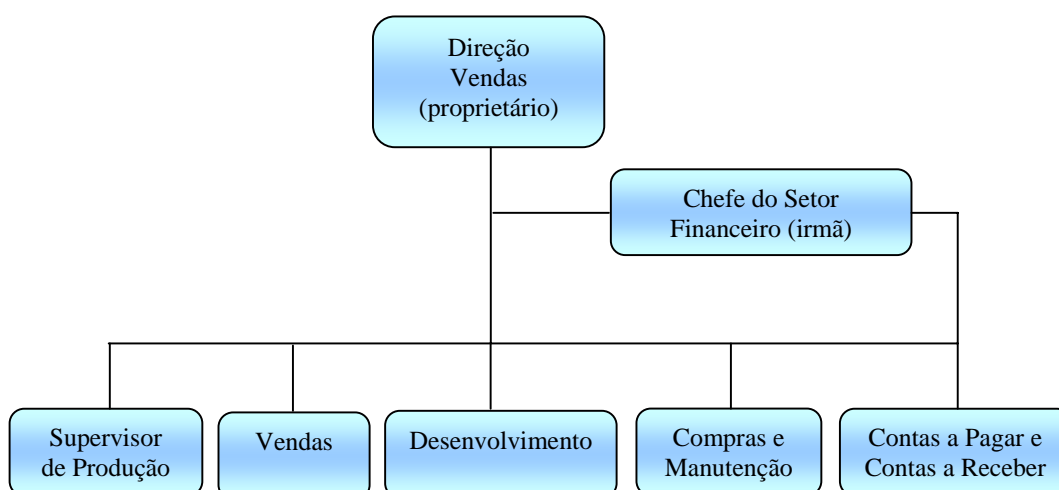 Direção
Vendas
(proprietário)
Chefe do Setor
Financeiro (irmã)
Supervisor
de Produção
Vendas
Desenvolvimento
Compras e
Manutenção
Contas a Pagar e
Contas a Receber